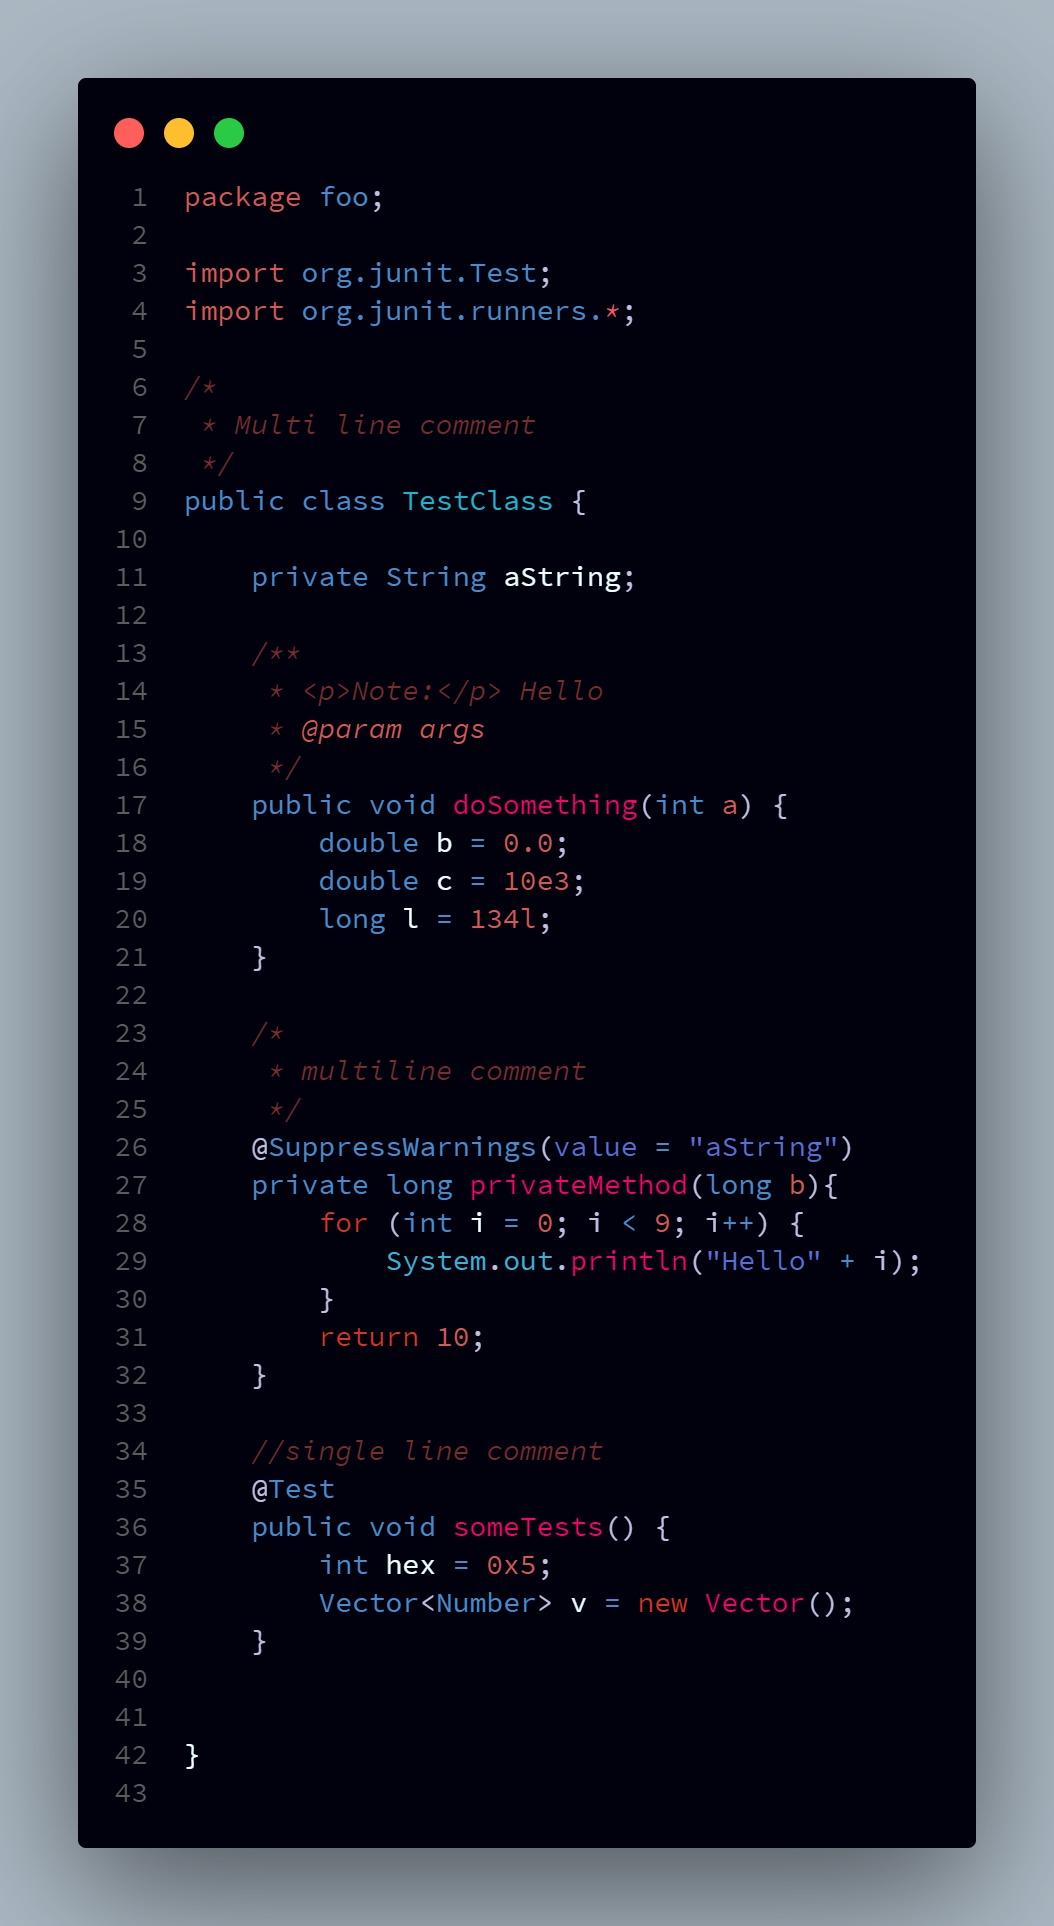 1 package foo;
2
3 import org.junit.Test;
4 import org.junit.runners.*;
5
6 /*
7  * Multi line comment
8  */
9 public class TestClass {
10
11     private String aString;
12
13     /**
14      * <p>Note:</p> Hello
15      * @param args
16      */
17     public void doSomething(int a) {
18         double b = 0.0;
19         double c = 10e3;
20         long l = 134l;
21     }
22
23     /*
24      * multiline comment
25      */
26     @SuppressWarnings(value = "aString")
27     private long privateMethod(long b){
28         for (int i = 0; i < 9; i++) {
29             System.out.println("Hello" + i);
30         }
31         return 10;
32     }
33
34     //single line comment
35     @Test
36     public void someTests() {
37         int hex = 0x5;
38         Vector<Number> v = new Vector();
39     }
40
41
42 }
43